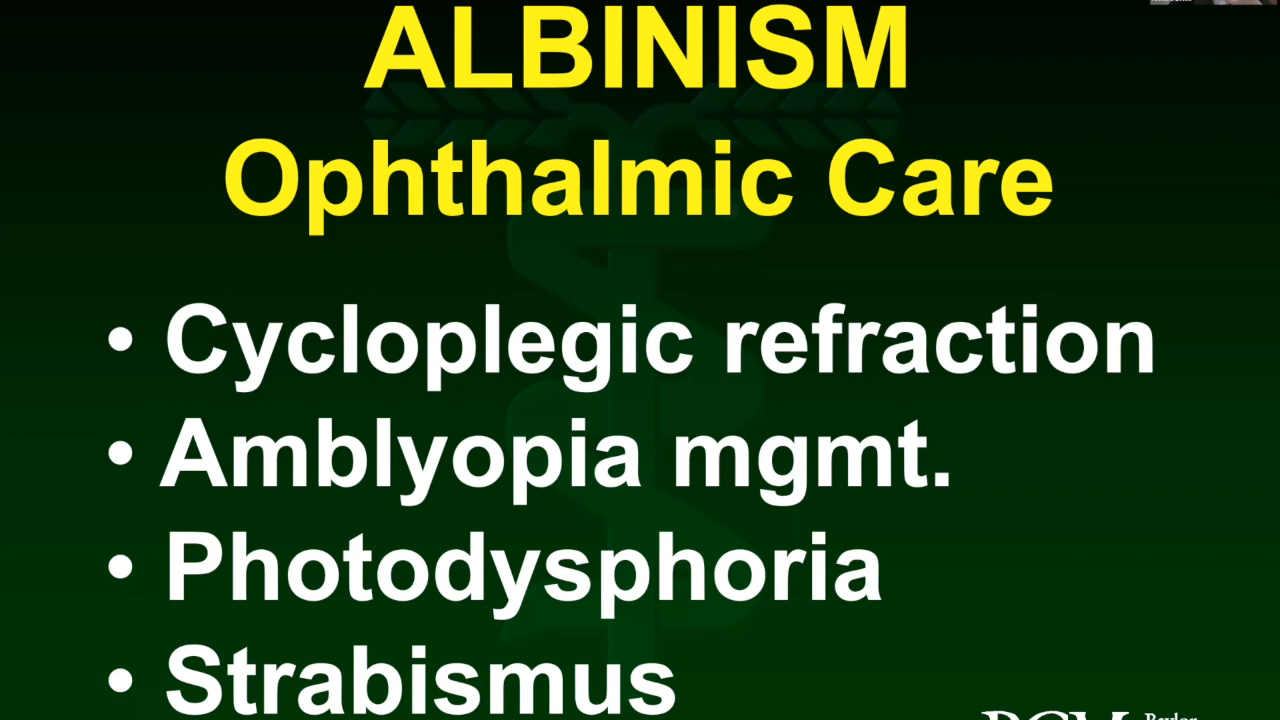 ALBINISM
Ophthalmic Care
• Cycloplegic refraction
• Amblyopia mgmt.
• Photodysphoria
• Strabismus